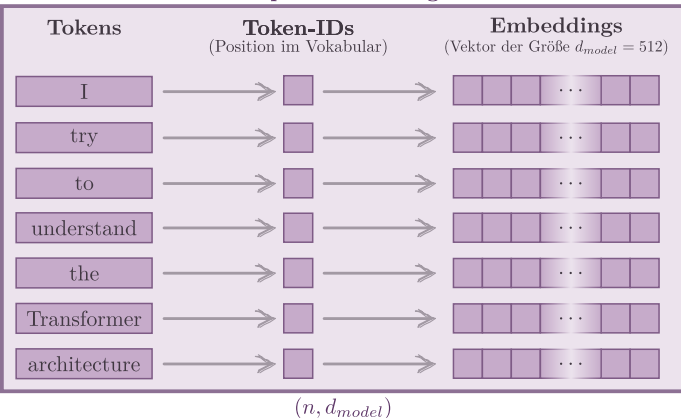 Tokens Token-IDs Embeddings
(Position im Vokabular) (Vektor der Größe d_model = 512)
I ...
try ...
to ...
understand ...
the ...
Transformer ...
architecture ...
(n, d_model)